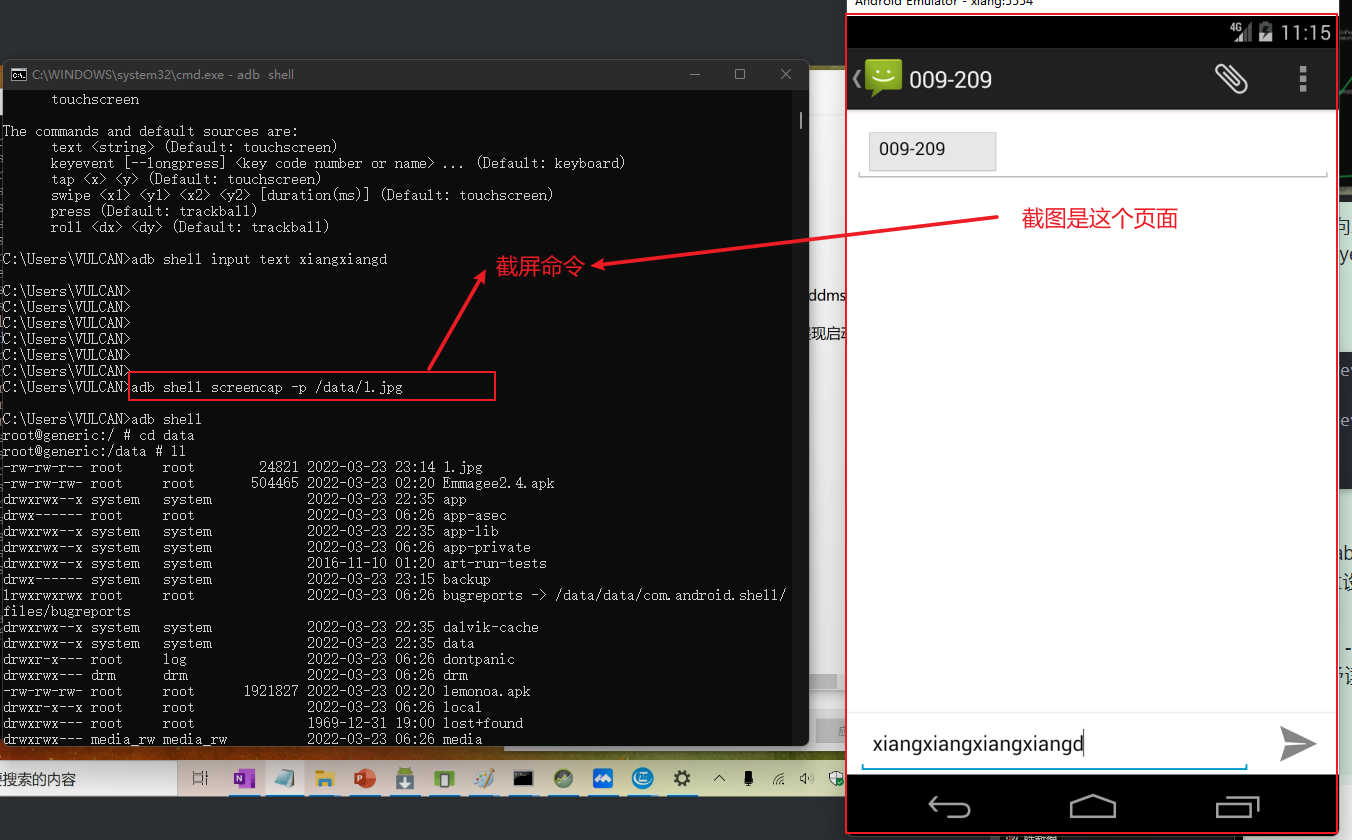 Android Emulator - xiang:5554
4G 11:15
009-209
009-209
截图是这个页面
xiangxiangxiangxiangd
C:\WINDOWS\system32\cmd.exe - adb  shell
touchscreen
The commands and default sources are:
text <string> (Default: touchscreen)
keyevent [--longpress] <key code number or name> ... (Default: keyboard)
tap <x> <y> (Default: touchscreen)
swipe <x1> <y1> <x2> <y2> [duration(ms)] (Default: touchscreen)
press (Default: trackball)
roll <dx> <dy> (Default: trackball)
C:\Users\VULCAN>adb shell input text xiangxiangd
截屏命令
C:\Users\VULCAN>
C:\Users\VULCAN>
C:\Users\VULCAN>
C:\Users\VULCAN>
C:\Users\VULCAN>
C:\Users\VULCAN>
C:\Users\VULCAN>adb shell screencap -p /data/1.jpg
C:\Users\VULCAN>adb shell
root@generic:/ # cd data
root@generic:/data # ll
-rw-rw-r-- root     root        24821 2022-03-23 23:14 1.jpg
-rw-rw-rw- root     root       504465 2022-03-23 02:20 Emmagee2.4.apk
drwxrwx--x system   system            2022-03-23 22:35 app
drwx------ root     root              2022-03-23 06:26 app-asec
drwxrwx--x system   system            2022-03-23 22:35 app-lib
drwxrwx--x system   system            2022-03-23 06:26 app-private
drwxrwx--x system   system            2016-11-10 01:20 art-run-tests
drwx------ system   system            2022-03-23 23:15 backup
lrwxrwxrwx root     root              2022-03-23 06:26 bugreports -> /data/data/com.android.shell/
files/bugreports
drwxrwx--x system   system            2022-03-23 22:35 dalvik-cache
drwxrwx--x system   system            2022-03-23 22:35 data
drwxr-x--- root     log               2022-03-23 06:26 dontpanic
drwxrwx--- drm      drm               2022-03-23 06:26 drm
-rw-rw-rw- root     root      1921827 2022-03-23 02:20 lemonoa.apk
drwxr-x--x root     root              2022-03-23 06:26 local
drwxrwx--- root     root              1969-12-31 19:00 lost+found
drwxrwx--- media_rw media_rw          2022-03-23 06:26 media
ddms
现启动
要搜索的内容